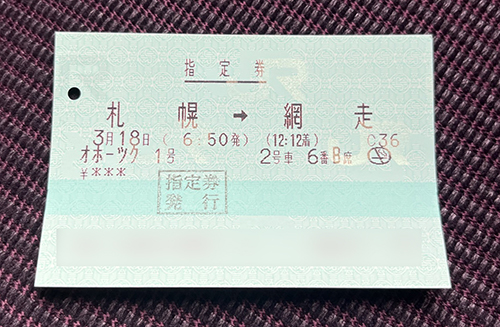 指定券
札幌 → 網走
3月18日 ( 6:50発) (12:12着) C36
オホーツク 1号 2号車 6番B席
¥***
指定券
発行